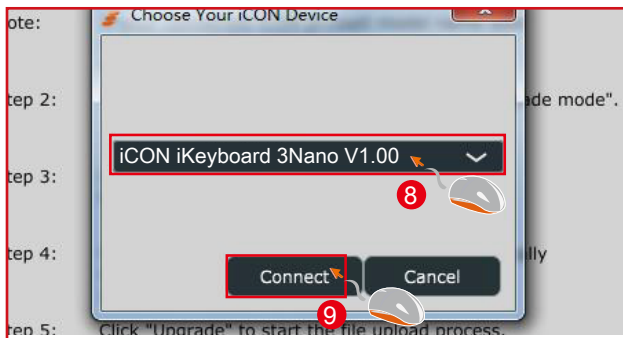 Choose Your iCON Device
ote:
tep 2:
ade mode".
iCON iKeyboard 3Nano V1.00
tep 3:
8
tep 4:
lly
Connect
Cancel
9
tep 5: Click "Upgrade" to start the file upload process.